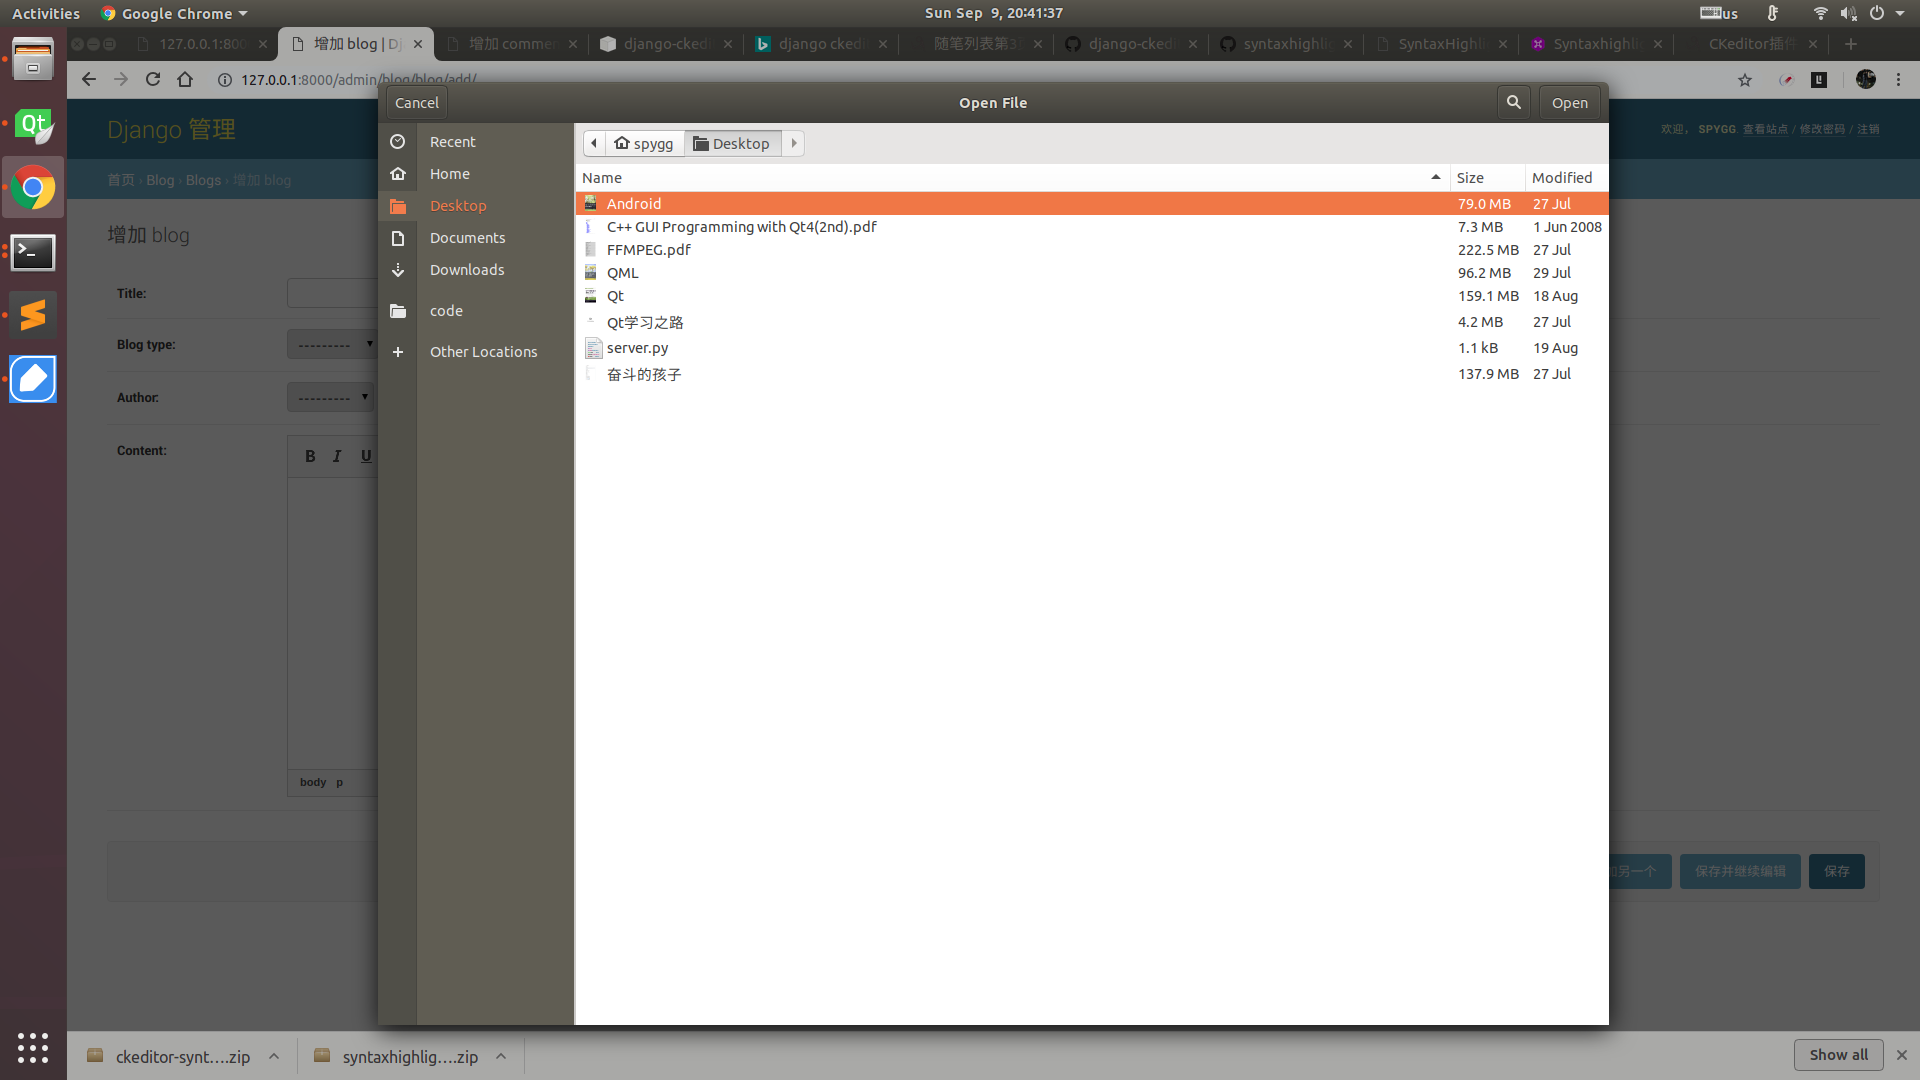 Activities
Google Chrome
Sun Sep 9, 20:41:37
us
127.0.0.1:800
增加 blog | Dj
增加 commen
django-cked
django cked
随笔列表第3
django-cked
syntaxhighlig
SyntaxHighli
Syntaxhighli
CKeditor插件
127.0.0.1:8000/admin/blog/blog/add/
Cancel
Open File
Open
Django 管理
欢迎， SPYGG. 查看站点 / 修改密码 / 注销
首页 › Blog › Blogs › 增加 blog
增加 blog
Title:
Blog type:
---------
Author:
---------
Content:
B I U
body p
Recent
Home
Desktop
Documents
Downloads
code
Other Locations
spygg
Desktop
Name Size Modified
Android 79.0 MB 27 Jul
C++ GUI Programming with Qt4(2nd).pdf 7.3 MB 1 Jun 2008
FFMPEG.pdf 222.5 MB 27 Jul
QML 96.2 MB 29 Jul
Qt 159.1 MB 18 Aug
Qt学习之路 4.2 MB 27 Jul
server.py 1.1 kB 19 Aug
奋斗的孩子 137.9 MB 27 Jul
加另一个
保存并继续编辑
保存
ckeditor-synt....zip
syntaxhighlig....zip
Show all